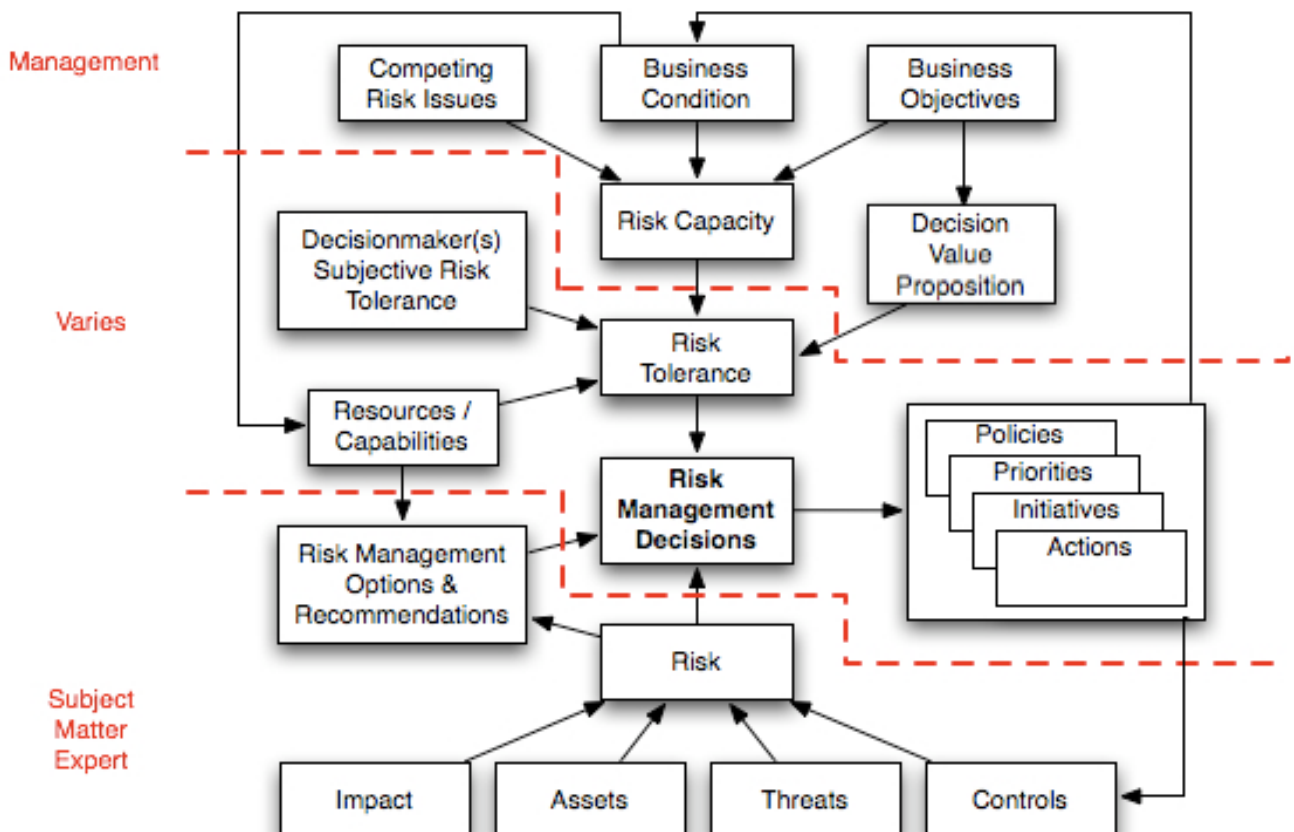 Management
Competing
Risk Issues
Business
Condition
Business
Objectives
Risk Capacity
Decisionmaker(s)
Subjective Risk
Tolerance
Decision
Value
Proposition
Varies
Risk
Tolerance
Resources /
Capabilities
Policies
Priorities
Initiatives
Actions
Risk
Management
Decisions
Risk Management
Options &
Recommendations
Risk
Subject
Matter
Expert
Impact
Assets
Threats
Controls